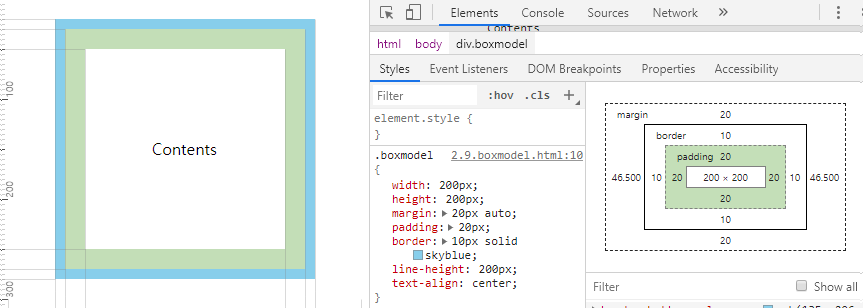 100
200
300
Contents
Elements Console Sources Network »
Contents
html body div.boxmodel
Styles Event Listeners DOM Breakpoints Properties Accessibility
Filter :hov .cls +
element.style {
}
.boxmodel 2.9.boxmodel.html:10
{
width: 200px;
height: 200px;
margin: 20px auto;
padding: 20px;
border: 10px solid
skyblue;
line-height: 200px;
text-align: center;
}
margin 20
border 10
padding 20
46.500 10 20 200 × 200 20 10 46.500
20
10
20
Filter Show all